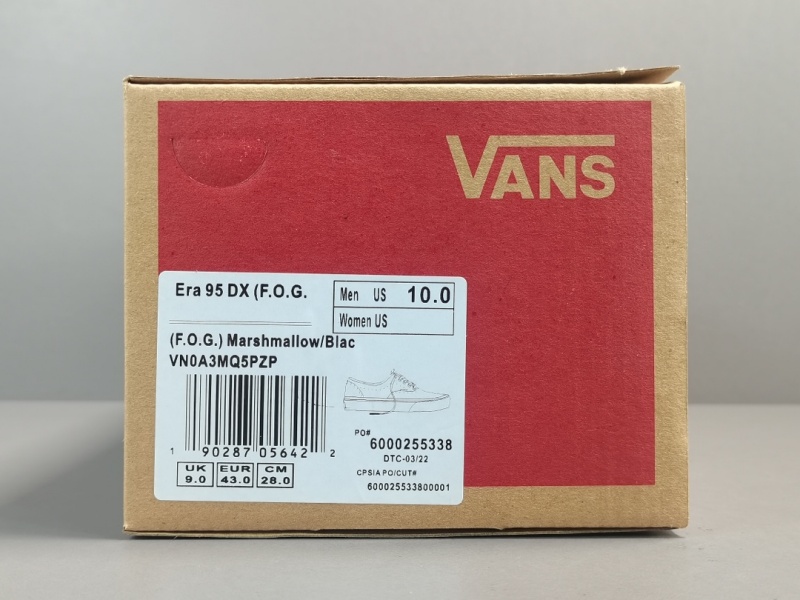 VANS
Era 95 DX (F.O.G.
Men US 10.0
Women US
(F.O.G.) Marshmallow/Blac
VN0A3MQ5PZP
1 90287 05642 2
PO# 6000255338
DTC-03/22
CPSIA PO/CUT#
600025533800001
UK EUR CM
9.0 43.0 28.0